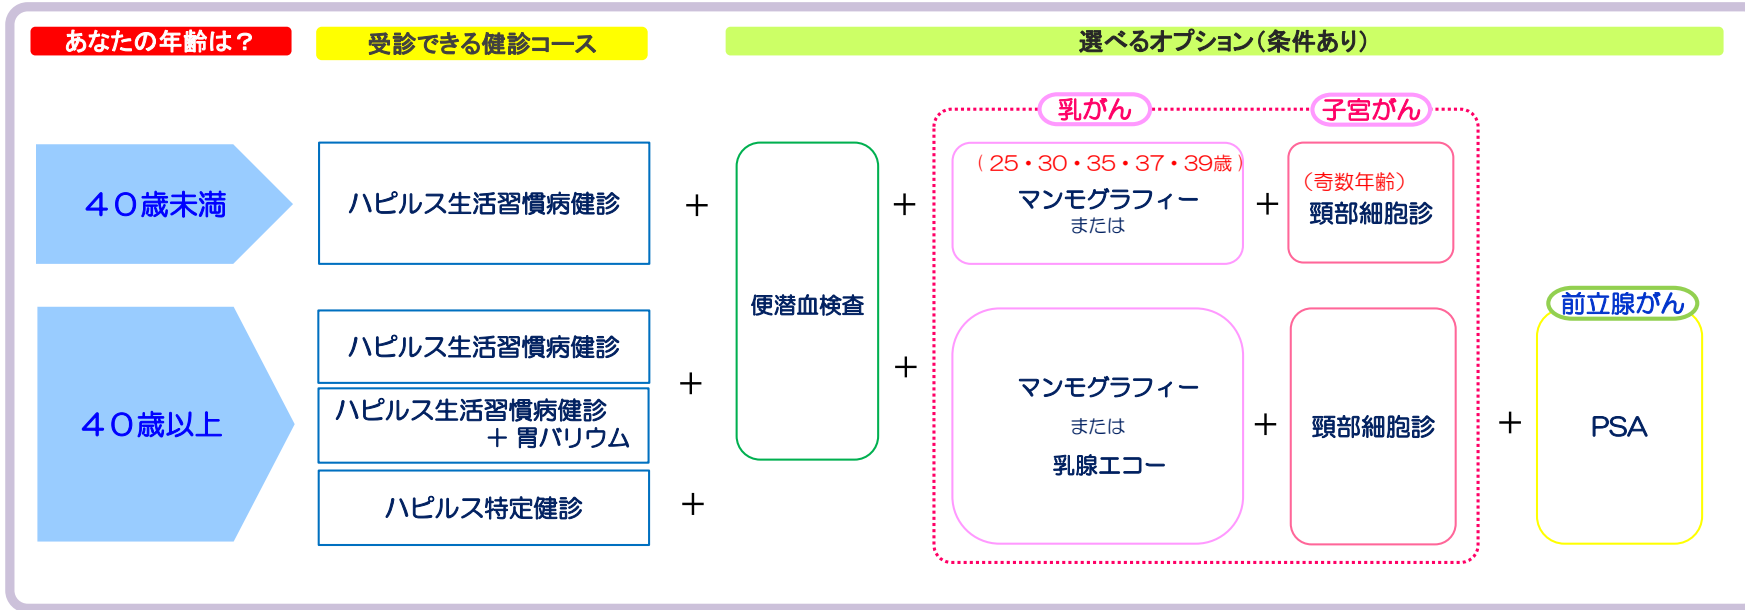 あなたの年齢は？
受診できる健診コース
選べるオプション（条件あり）
乳がん
子宮がん
４０歳未満
ハピルス生活習慣病健診
＋
便潜血検査
＋
（25・30・35・37・39歳）
マンモグラフィー
または
＋
（奇数年齢）
頸部細胞診
４０歳以上
ハピルス生活習慣病健診
ハピルス生活習慣病健診
＋ 胃バリウム
ハピルス特定健診
＋
＋
＋
マンモグラフィー
または
乳腺エコー
＋
頸部細胞診
＋
前立腺がん
PSA